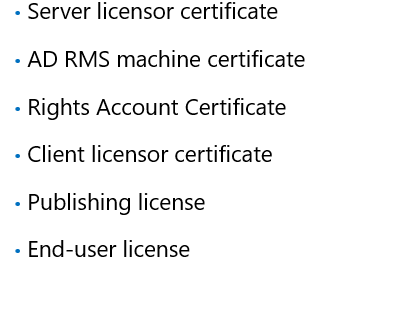 • Server licensor certificate
• AD RMS machine certificate
• Rights Account Certificate
• Client licensor certificate
• Publishing license
• End-user license